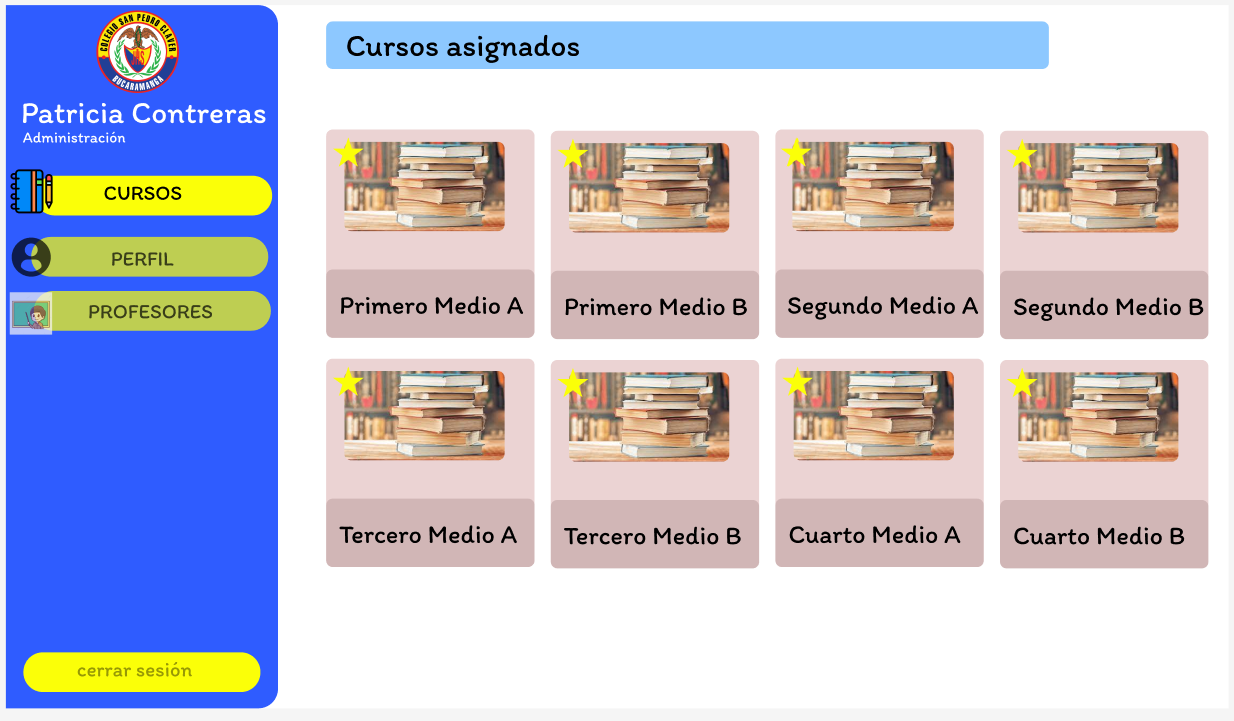 COLEGIO SAN PEDRO CLAVER
BUCARAMANGA
Patricia Contreras
Administración
CURSOS
PERFIL
PROFESORES
cerrar sesión
Cursos asignados
Primero Medio A
Primero Medio B
Segundo Medio A
Segundo Medio B
Tercero Medio A
Tercero Medio B
Cuarto Medio A
Cuarto Medio B